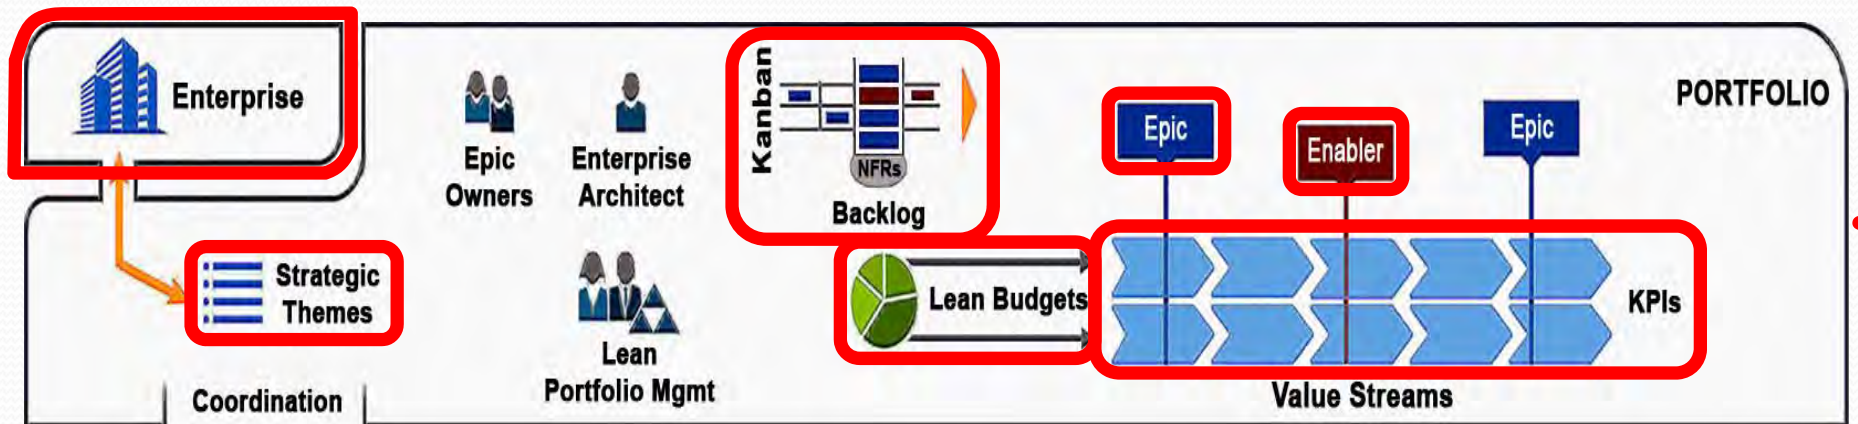 Enterprise
Strategic
Themes
Coordination
Epic
Owners
Enterprise
Architect
Lean
Portfolio Mgmt
Kanban
NFRs
Backlog
Lean Budgets
Epic
Enabler
Epic
PORTFOLIO
KPIs
Value Streams